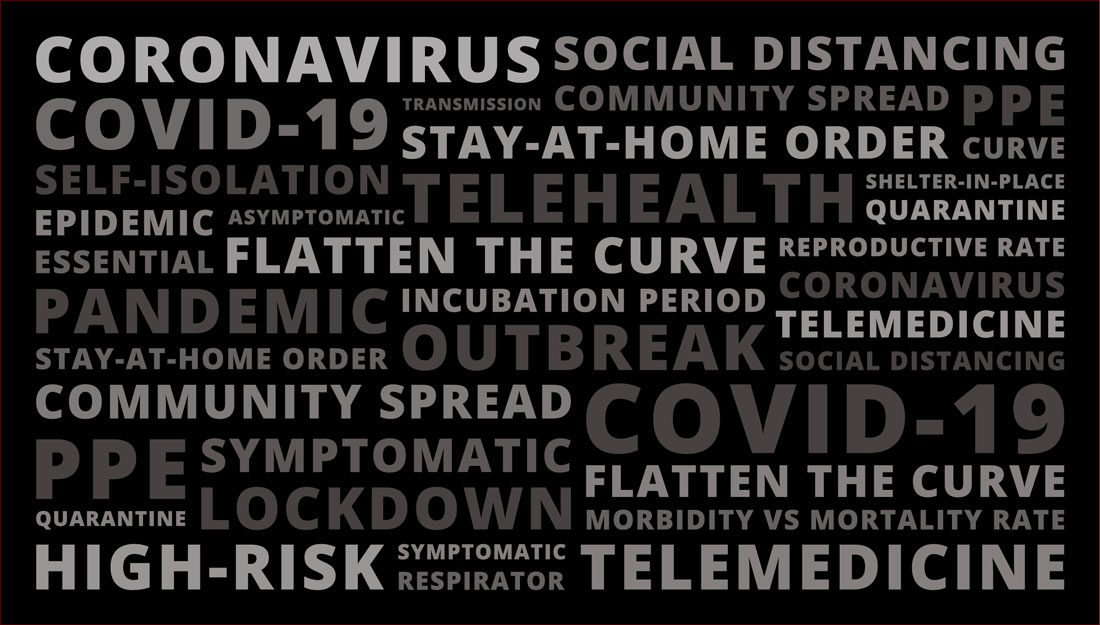 CORONAVIRUS
SOCIAL DISTANCING
COVID-19
TRANSMISSION
COMMUNITY SPREAD
PPE
STAY-AT-HOME ORDER
CURVE
SELF-ISOLATION
TELEHEALTH
SHELTER-IN-PLACE
EPIDEMIC
ASYMPTOMATIC
QUARANTINE
ESSENTIAL
FLATTEN THE CURVE
REPRODUCTIVE RATE
PANDEMIC
INCUBATION PERIOD
CORONAVIRUS
OUTBREAK
TELEMEDICINE
STAY-AT-HOME ORDER
SOCIAL DISTANCING
COMMUNITY SPREAD
COVID-19
PPE
SYMPTOMATIC
FLATTEN THE CURVE
QUARANTINE
LOCKDOWN
MORBIDITY VS MORTALITY RATE
HIGH-RISK
SYMPTOMATIC
RESPIRATOR
TELEMEDICINE